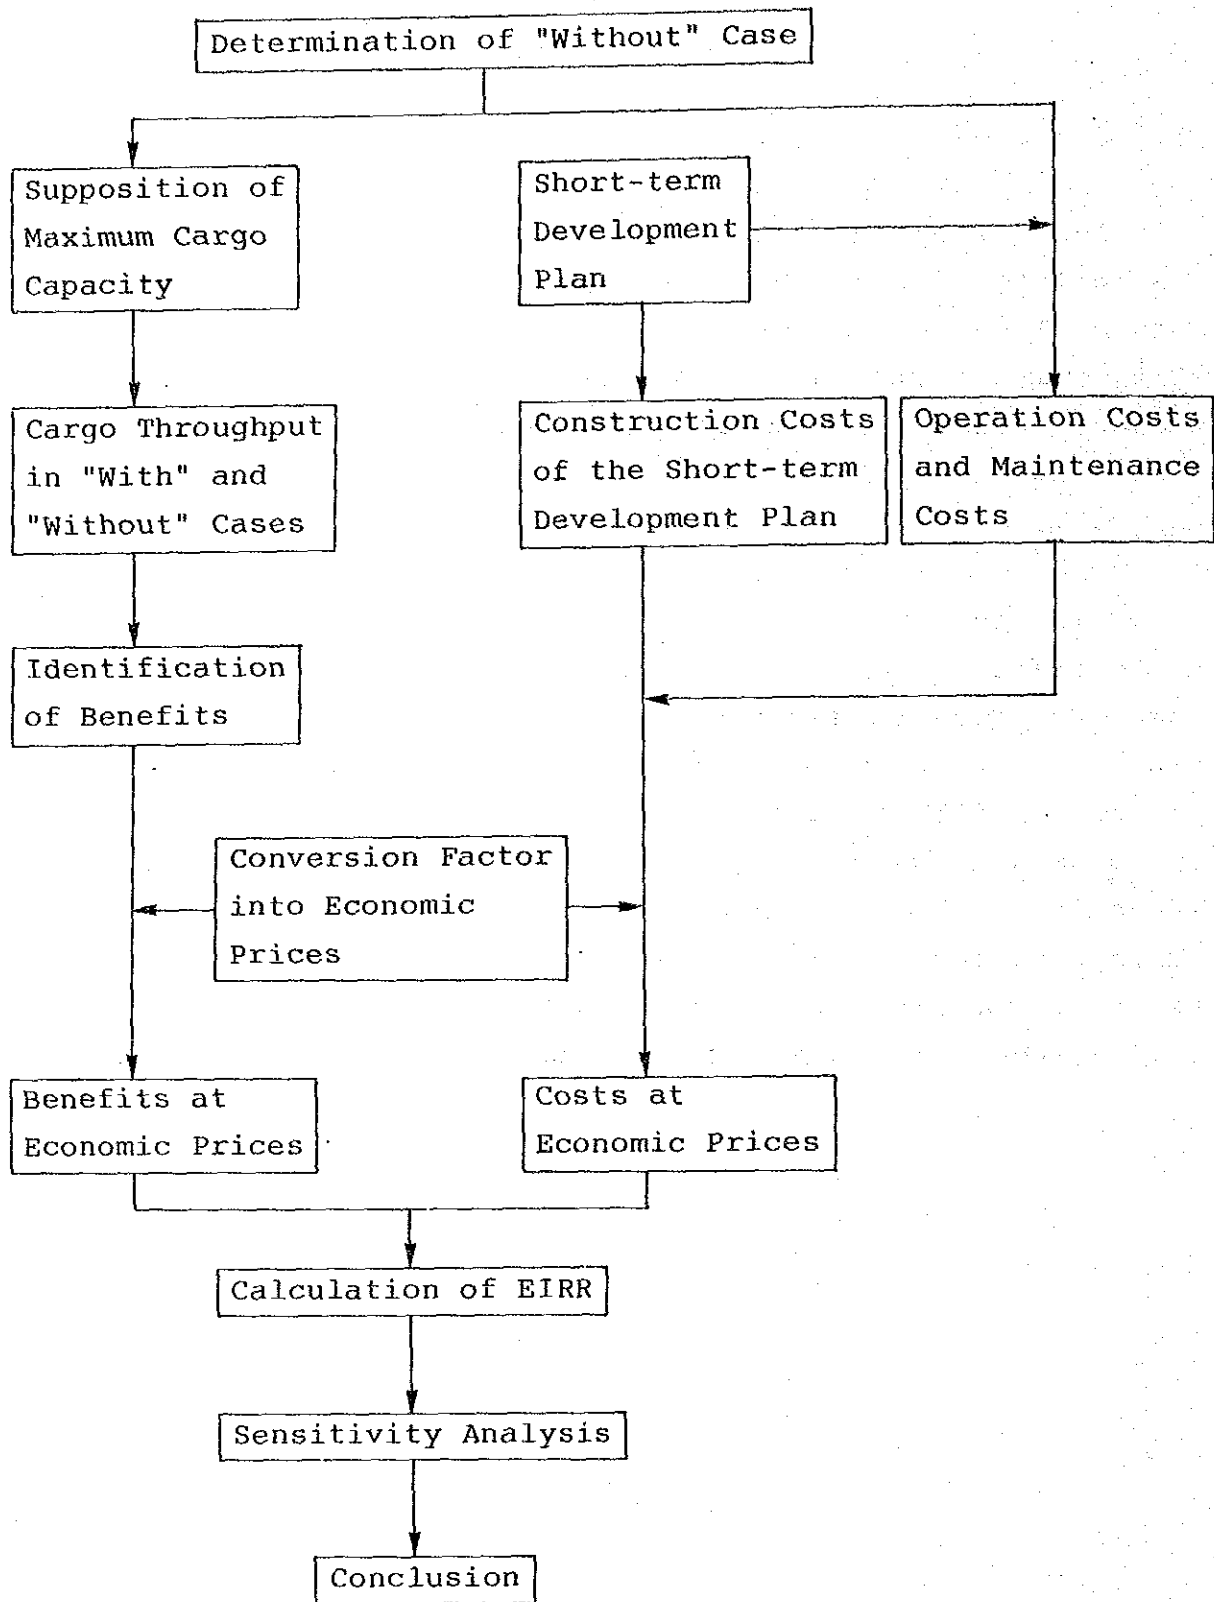 Determination of "Without" Case
Supposition of
Maximum Cargo
Capacity
Short-term
Development
Plan
Cargo Throughput
in "With" and
"Without" Cases
Construction Costs
of the Short-term
Development Plan
Operation Costs
and Maintenance
Costs
Identification
of Benefits
Conversion Factor
into Economic
Prices
Benefits at
Economic Prices
Costs at
Economic Prices
Calculation of EIRR
Sensitivity Analysis
Conclusion